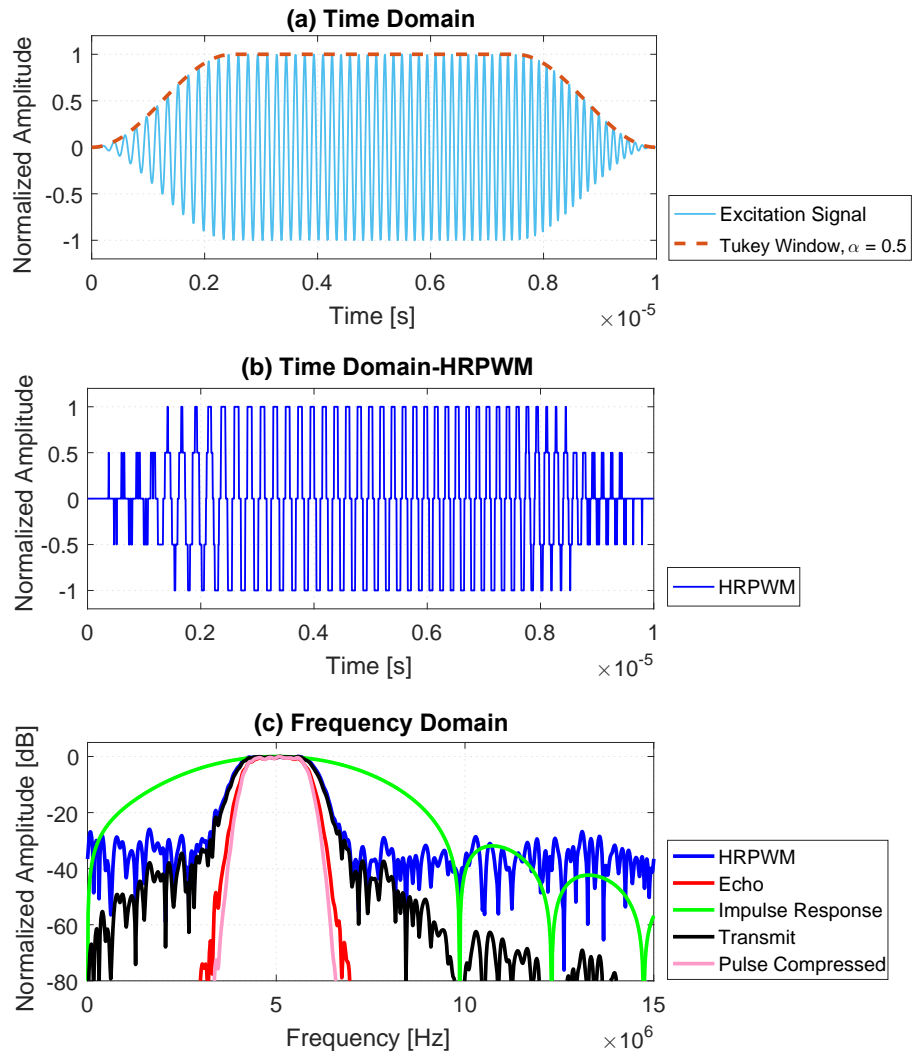 (a) Time Domain
Normalized Amplitude
1
0.5
0
-0.5
-1
0 0.2 0.4 0.6 0.8 1
Time [s]
×10⁻⁵
Excitation Signal
Tukey Window, α = 0.5
(b) Time Domain-HRPWM
Normalized Amplitude
1
0.5
0
-0.5
-1
0 0.2 0.4 0.6 0.8 1
Time [s]
×10⁻⁵
HRPWM
(c) Frequency Domain
Normalized Amplitude [dB]
0
-20
-40
-60
-80
0 5 10 15
Frequency [Hz]
×10⁶
HRPWM
Echo
Impulse Response
Transmit
Pulse Compressed